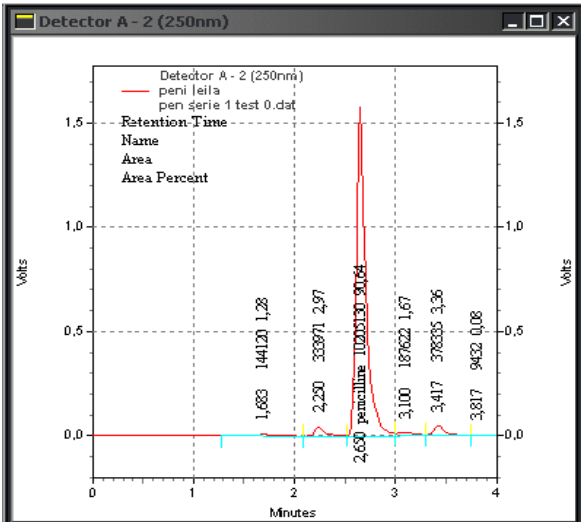 Detector A - 2 (250nm)
Detector A - 2 (250nm)
peni leila
pen serie 1 test 0.dat
Retention Time
Name
Area
Area Percent
1,5
1,0
0,5
0,0
Volts
1,683 144120 1,28
2,250 333971 2,97
2,650 pencilline 10205130 90,64
3,100 187622 1,67
3,417 378335 3,36
3,817 9432 0,08
1,5
1,0
0,5
0,0
Volts
0 1 2 3 4
Minutes